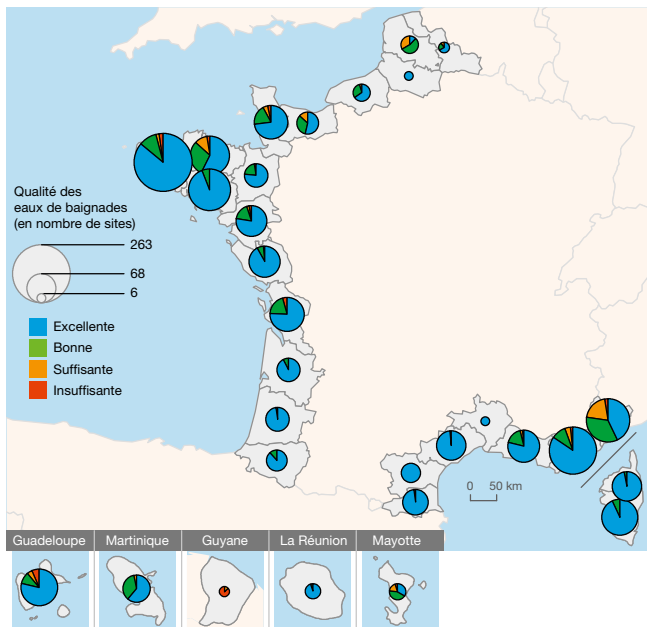 Qualité des
eaux de baignades
(en nombre de sites)
263
68
6
Excellente
Bonne
Suffisante
Insuffisante
0 50 km
Guadeloupe
Martinique
Guyane
La Réunion
Mayotte